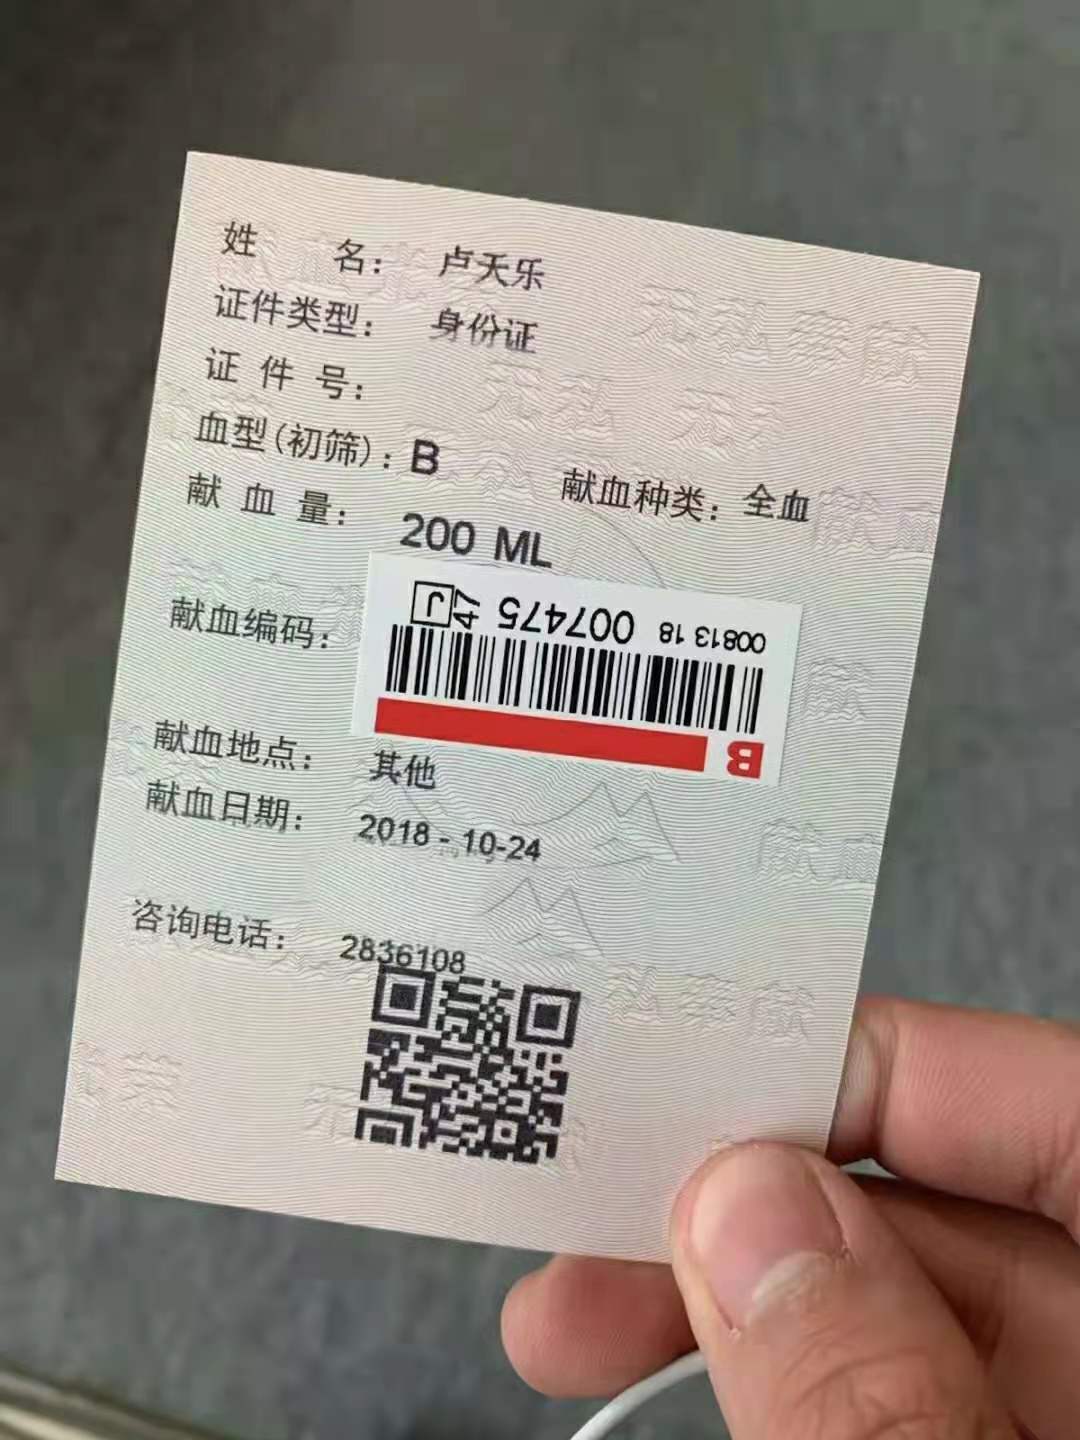 姓 名: 卢天乐
证件类型: 身份证
证件号:
血型(初筛): B 献血种类: 全血
献血量: 200 ML
献血编码:
00813 18 007475 47 J
B
献血地点: 其他
献血日期: 2018-10-24
咨询电话: 2836108